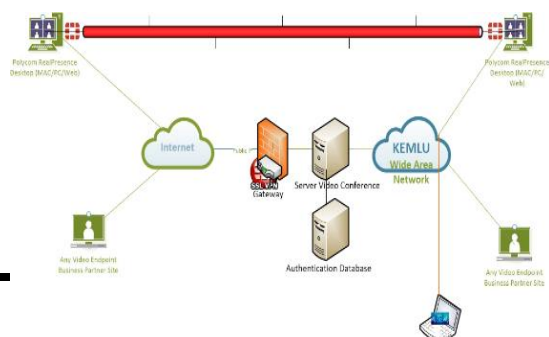 Polycom RealPresence
Desktop (MAC/PC/Web)
Polycom RealPresence
Desktop (MAC/PC/
Web)
Internet
SSL VPN
Gateway
Server Video Conference
KEMLU
Wide Area
Network
Authentication Database
Any Video Endpoint
Business Partner Site
Any Video Endpoint
Business Partner Site